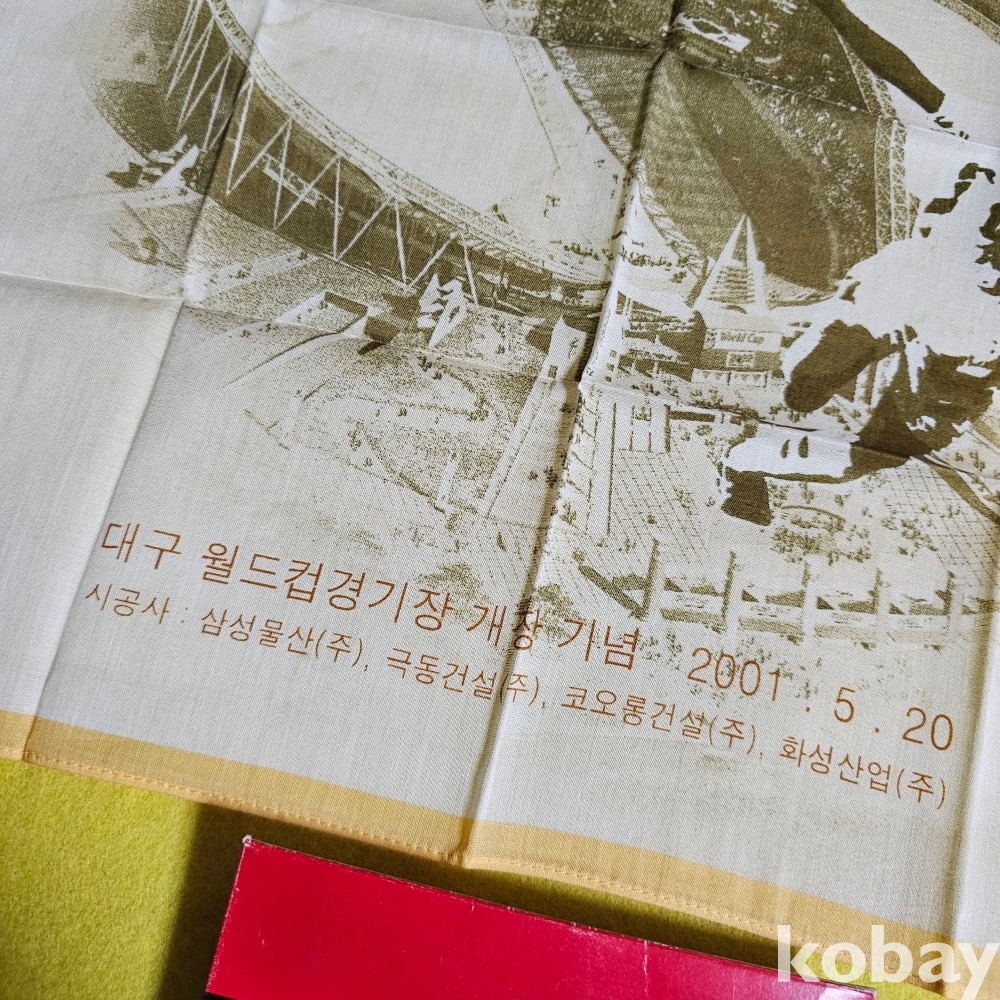 World Cup
대구 월드컵경기장 개장 기념 2001 . 5 . 20
시공사 : 삼성물산(주), 극동건설(주), 코오롱건설(주), 화성산업(주)
kobay